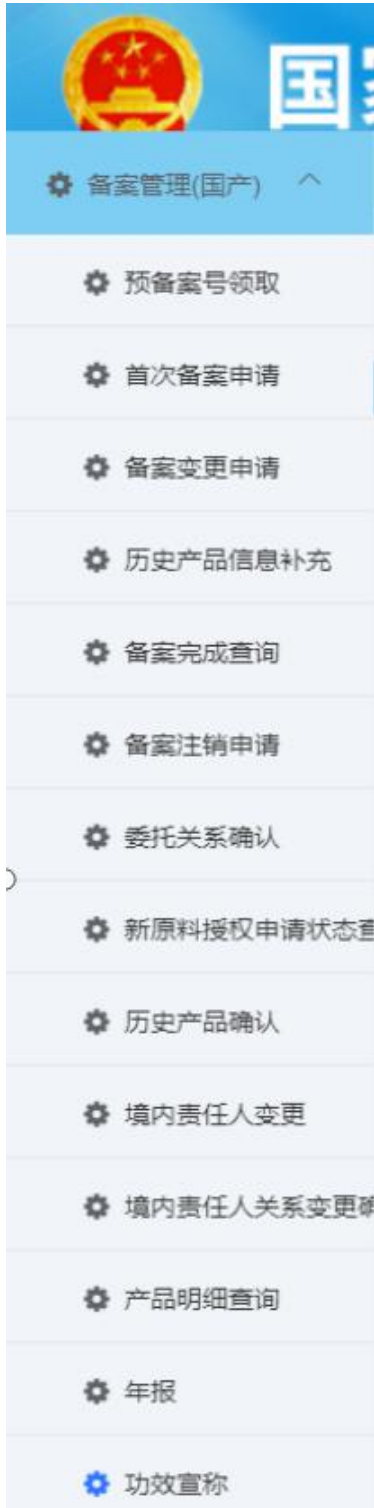 国
备案管理(国产)
预备案号领取
首次备案申请
备案变更申请
历史产品信息补充
备案完成查询
备案注销申请
委托关系确认
新原料授权申请状态
历史产品确认
境内责任人变更
境内责任人关系变更
产品明细查询
年报
功效宣称